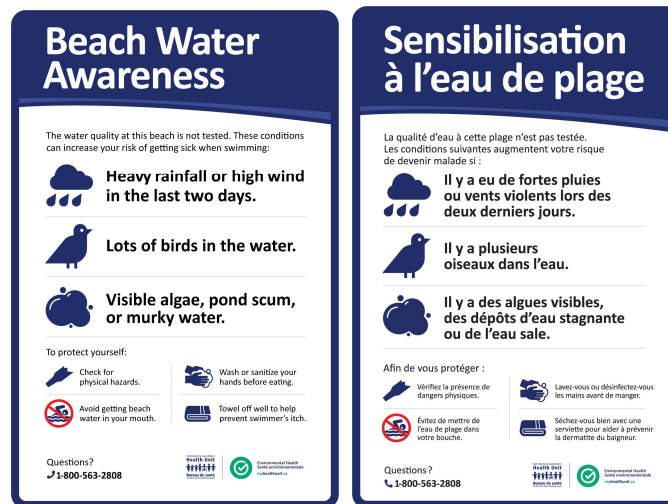 Beach Water
Awareness
The water quality at this beach is not tested. These conditions
can increase your risk of getting sick when swimming:
Heavy rainfall or high wind
in the last two days.
Lots of birds in the water.
Visible algae, pond scum,
or murky water.
To protect yourself:
Check for
physical hazards.
Wash or sanitize your
hands before eating.
Avoid getting beach
water in your mouth.
Towel off well to help
prevent swimmer's itch.
Questions?
1-800-563-2808
Health Unit
Bureau de santé
Environmental Health
Santé environnementale
myhealthunit.ca
Sensibilisation
à l'eau de plage
La qualité d'eau à cette plage n'est pas testée.
Les conditions suivantes augmentent votre risque
de devenir malade si :
Il y a eu de fortes pluies
ou vents violents lors des
deux derniers jours.
Il y a plusieurs
oiseaux dans l'eau.
Il y a des algues visibles,
des dépôts d'eau stagnante
ou de l'eau sale.
Afin de vous protéger :
Vérifiez la présence de
dangers physiques.
Lavez-vous ou désinfectez-vous
les mains avant de manger.
Évitez de mettre de
l'eau de plage dans
votre bouche.
Séchez-vous bien avec une
serviette pour aider à prévenir
la dermatite du baigneur.
Questions ?
1-800-563-2808
Health Unit
Bureau de santé
Environmental Health
Santé environnementale
myhealthunit.ca